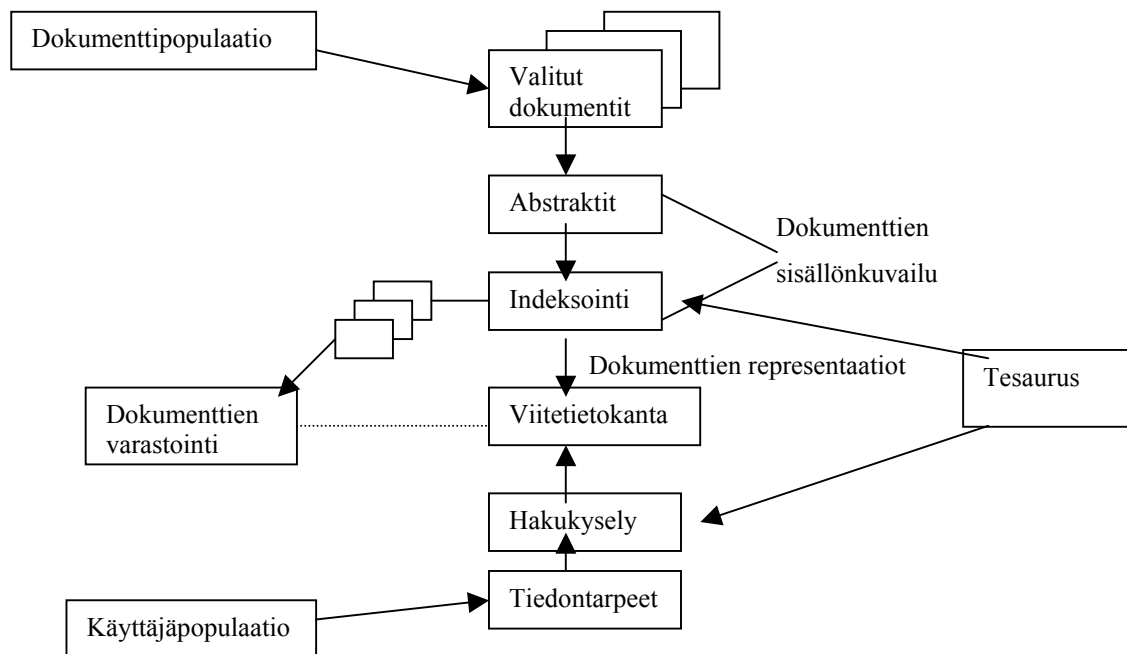 Dokumenttipopulaatio
Valitut
dokumentit
Abstraktit
Dokumenttien
sisällönkuvailu
Indeksointi
Dokumenttien representaatiot
Tesaurus
Dokumenttien
varastointi
Viitetietokanta
Hakukysely
Tiedontarpeet
Käyttäjäpopulaatio